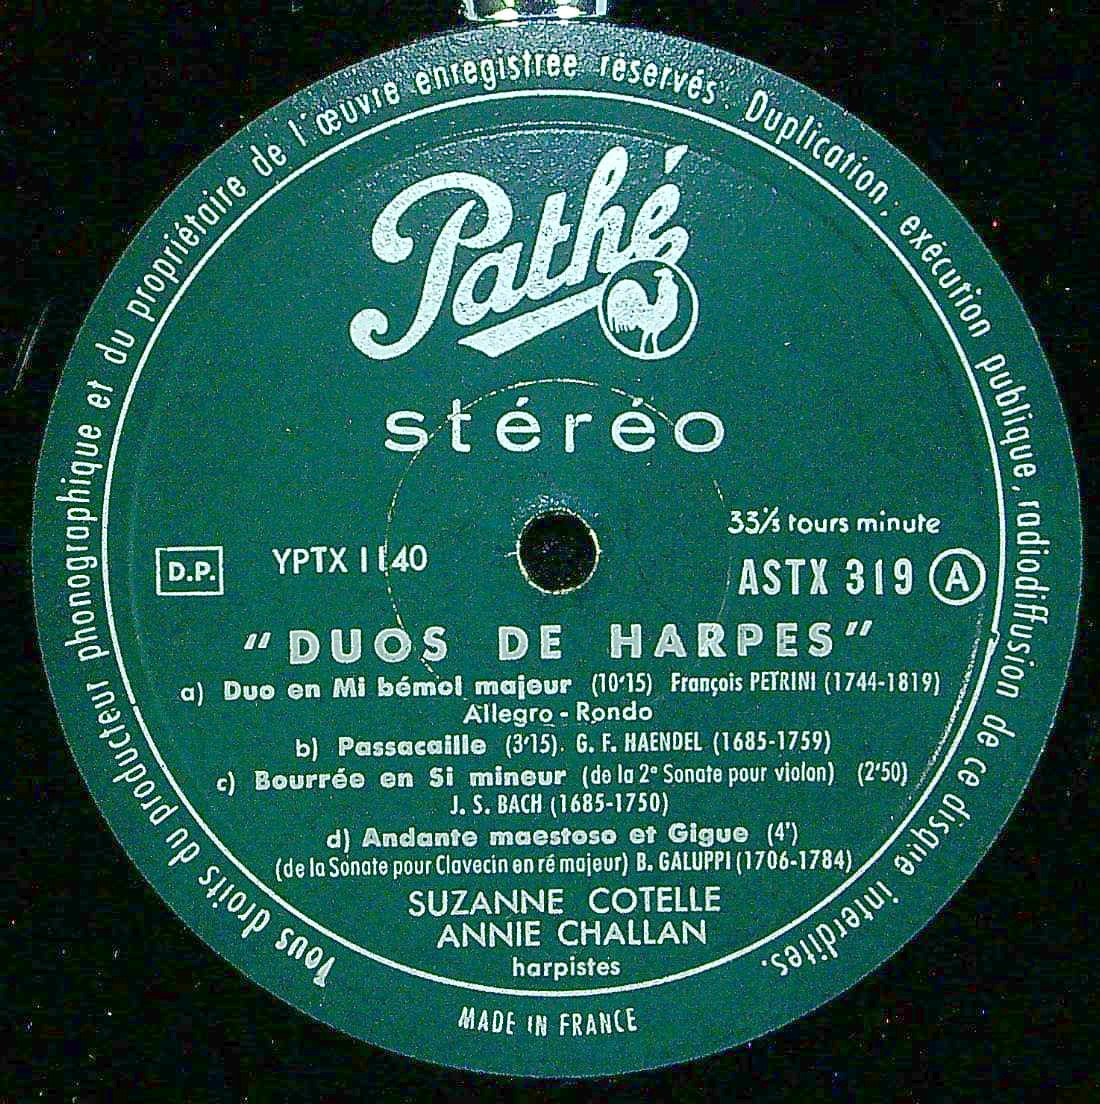 Tous droits du producteur phonographique et du propriétaire de l'œuvre enregistrée réservés. Duplication, exécution publique, radiodiffusion de ce disque interdites.
Pathé
stéréo
33⅓ tours minute
D.P.
YPTX 1140
ASTX 319 A
"DUOS DE HARPES"
a) Duo en Mi bémol majeur (10'15) François PETRINI (1744-1819)
Allegro - Rondo
b) Passacaille (3'15). G. F. HAENDEL (1685-1759)
c) Bourrée en Si mineur (de la 2e Sonate pour violon) (2'50)
J. S. BACH (1685-1750)
d) Andante maestoso et Gigue (4')
(de la Sonate pour Clavecin en ré majeur) B. GALUPPI (1706-1784)
SUZANNE COTELLE
ANNIE CHALLAN
harpistes
MADE IN FRANCE